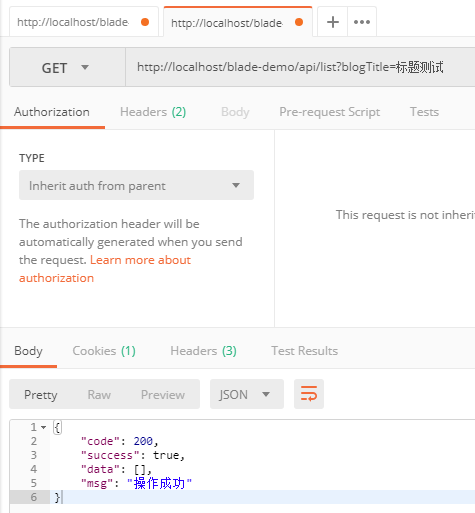 http://localhost/blade-
http://localhost/blade-
GET
http://localhost/blade-demo/api/list?blogTitle=标题测试
Authorization
Headers (2)
Body
Pre-request Script
Tests
TYPE
Inherit auth from parent
The authorization header will be
automatically generated when you send
the request. Learn more about
authorization
This request is not inherit
Body
Cookies (1)
Headers (3)
Test Results
Pretty
Raw
Preview
JSON
1 {
2 "code": 200,
3 "success": true,
4 "data": [],
5 "msg": "操作成功"
6 }